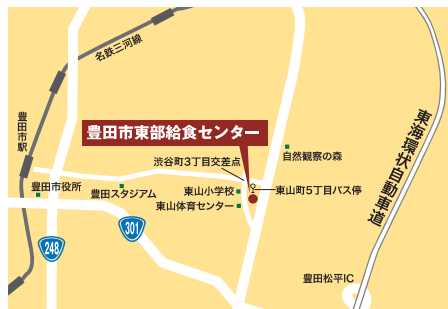 名鉄三河線
豊田市駅
豊田市東部給食センター
東海環状自動車道
渋谷町3丁目交差点
自然観察の森
豊田市役所
豊田スタジアム
東山小学校
東山町5丁目バス停
東山体育センター
301
248
豊田松平IC